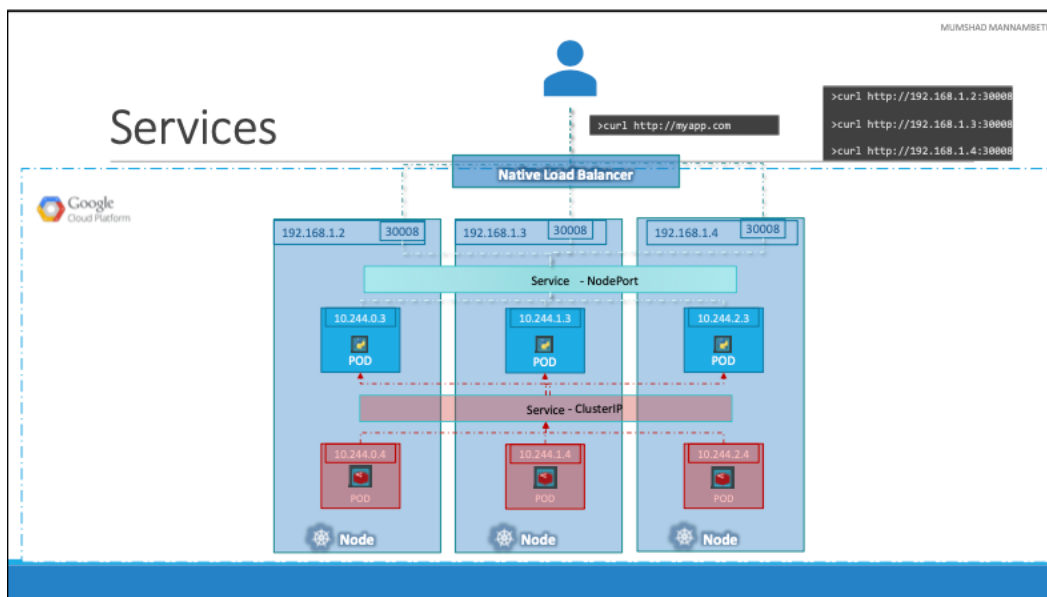 MUMSHAD MANNAMBETH
Services
>curl http://myapp.com
>curl http://192.168.1.2:30008
>curl http://192.168.1.3:30008
>curl http://192.168.1.4:30008
Native Load Balancer
Google
Cloud Platform
192.168.1.2 30008
192.168.1.3 30008
192.168.1.4 30008
Service - NodePort
10.244.0.3
10.244.1.3
10.244.2.3
POD
POD
POD
Service - ClusterIP
10.244.0.4
10.244.1.4
10.244.2.4
POD
POD
POD
Node
Node
Node